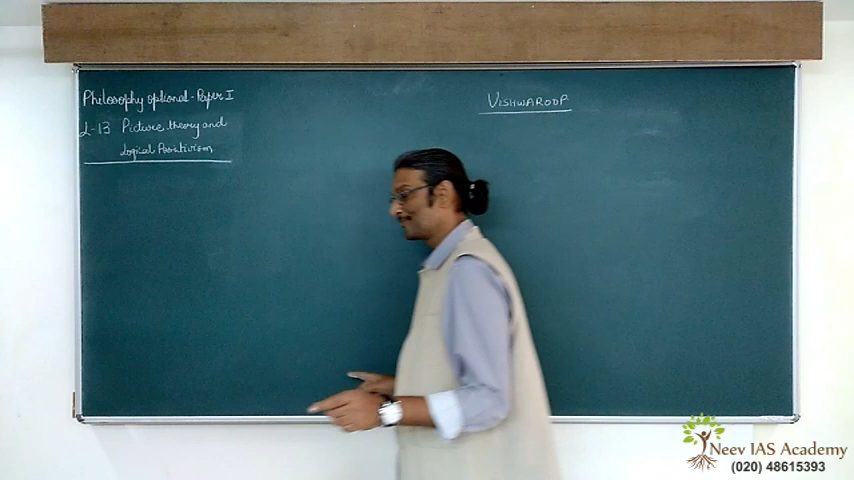 Philosophy optional - Paper I
L-13 Picture theory and
Logical Positivism
VISHWAROOP
Neev IAS Academy
(020) 48615393